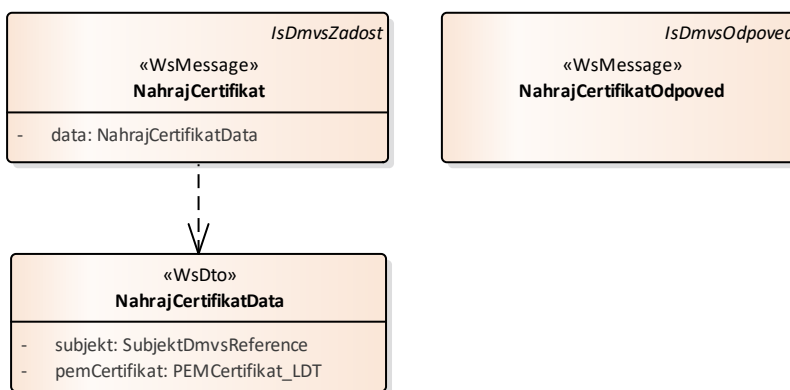 IsDmvsZadost
«WsMessage»
NahrajCertifikat
- data: NahrajCertifikatData
IsDmvsOdpoved
«WsMessage»
NahrajCertifikatOdpoved
«WsDto»
NahrajCertifikatData
- subjekt: SubjektDmvsReference
- pemCertifikat: PEMCertifikat_LDT